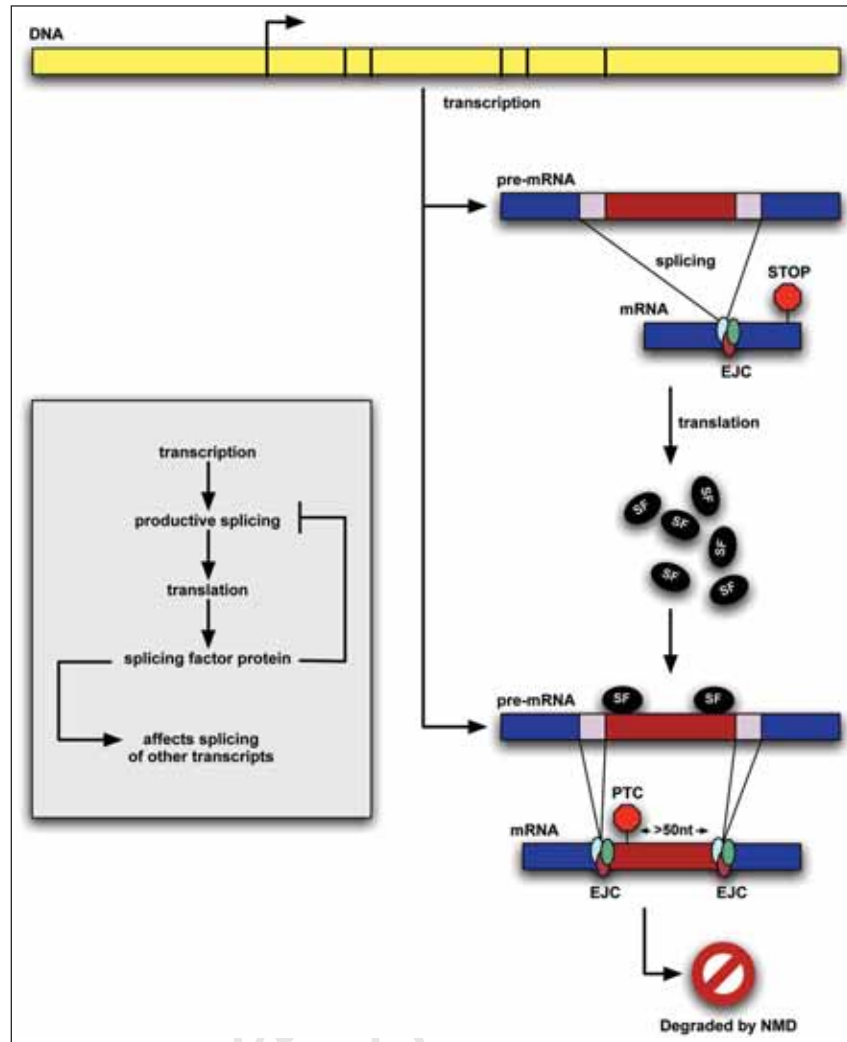 DNA
transcription
pre-mRNA
splicing
STOP
mRNA
EJC
translation
SF
SF
SF
SF
SF
SF
pre-mRNA
SF
SF
PTC
mRNA
>50nt
EJC
EJC
Degraded by NMD
transcription
productive splicing
translation
splicing factor protein
affects splicing
of other transcripts